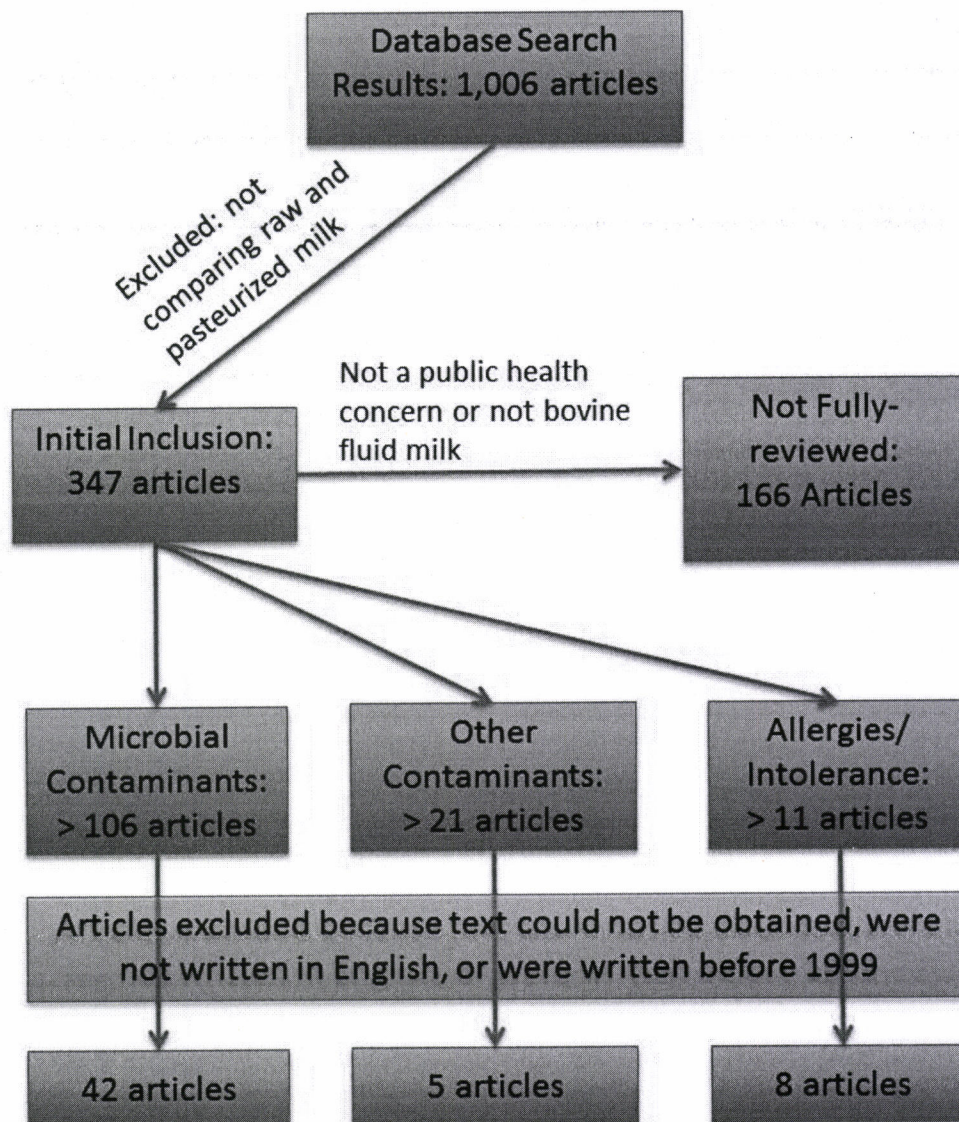 Database Search
Results: 1,006 articles
Excluded: not
comparing raw and
pasteurized milk
Not a public health
concern or not bovine
fluid milk
Initial Inclusion:
347 articles
Not Fully-
reviewed:
166 Articles
Microbial
Contaminants:
> 106 articles
Other
Contaminants:
> 21 articles
Allergies/
Intolerance:
> 11 articles
Articles excluded because text could not be obtained, were
not written in English, or were written before 1999
42 articles
5 articles
8 articles